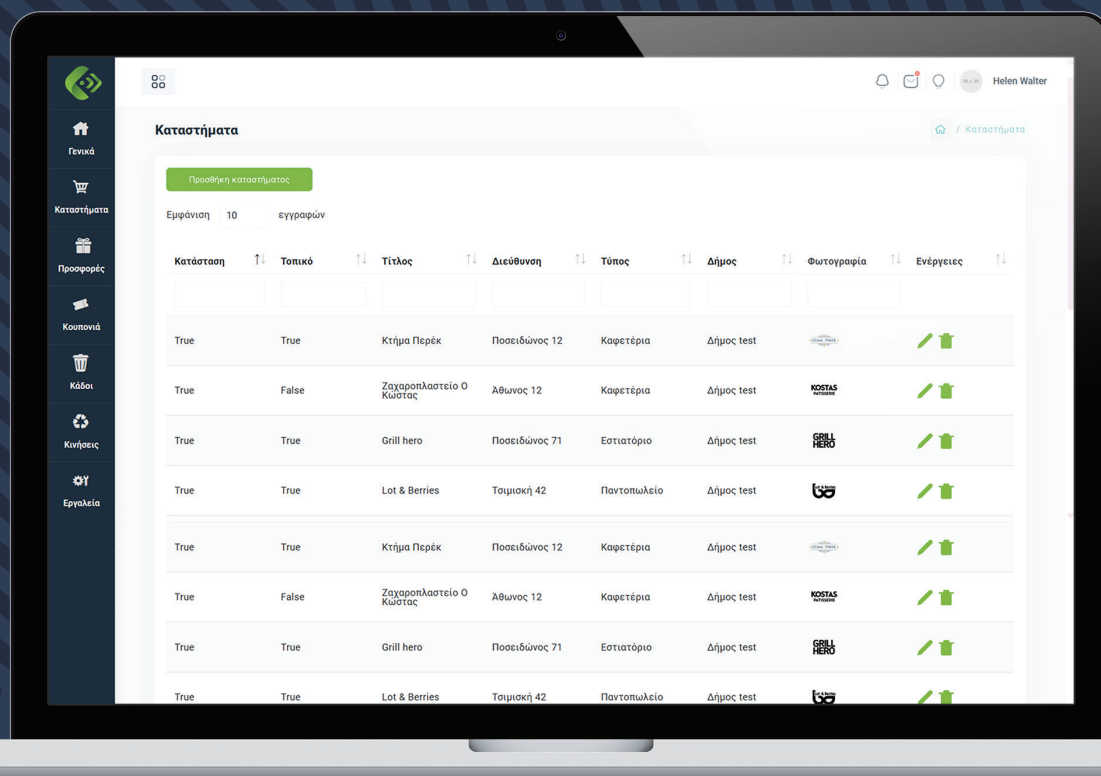 Helen Walter
Καταστήματα
/ Καταστήματα
Γενικά
Καταστήματα
Προσφορές
Κουπονιά
Κάδοι
Κινήσεις
Εργαλεία
Προσθήκη καταστήματος
Εμφάνιση 10 εγγραφών
Κατάσταση Τοπικό Τίτλος Διεύθυνση Τύπος Δήμος Φωτογραφία Ενέργειες
True True Κτήμα Περέκ Ποσειδώνος 12 Καφετέρια Δήμος test
True False Ζαχαροπλαστείο Ο Κώστας Άθωνος 12 Καφετέρια Δήμος test KOSTAS PATISSERIE
True True Grill hero Ποσειδώνος 71 Εστιατόριο Δήμος test GRILL HERO
True True Lot & Berries Τσιμισκή 42 Παντοπωλείο Δήμος test Lot & Berries
True True Κτήμα Περέκ Ποσειδώνος 12 Καφετέρια Δήμος test
True False Ζαχαροπλαστείο Ο Κώστας Άθωνος 12 Καφετέρια Δήμος test KOSTAS PATISSERIE
True True Grill hero Ποσειδώνος 71 Εστιατόριο Δήμος test GRILL HERO
True True Lot & Berries Τσιμισκή 42 Παντοπωλείο Δήμος test Lot & Berries